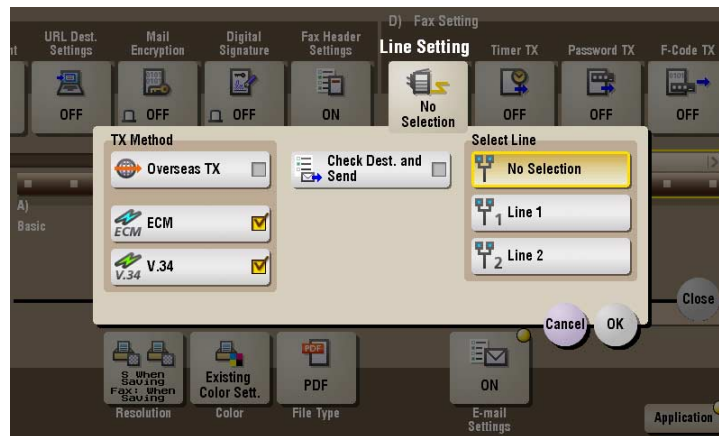 D) Fax Setting
URL Dest.
Settings
Mail
Encryption
Digital
Signature
Fax Header
Settings
Line Setting
Timer TX
Password TX
F-Code TX
OFF
OFF
OFF
ON
No
Selection
OFF
OFF
OFF
TX Method
Select Line
Overseas TX
Check Dest. and
Send
No Selection
ECM
ECM
1
Line 1
V.34
V.34
2
Line 2
A)
Basic
Close
Cancel
OK
S When
Saving
Fax: When
Saving
Existing
Color Sett.
PDF
PDF
ON
Resolution
Color
File Type
E-mail
Settings
Application